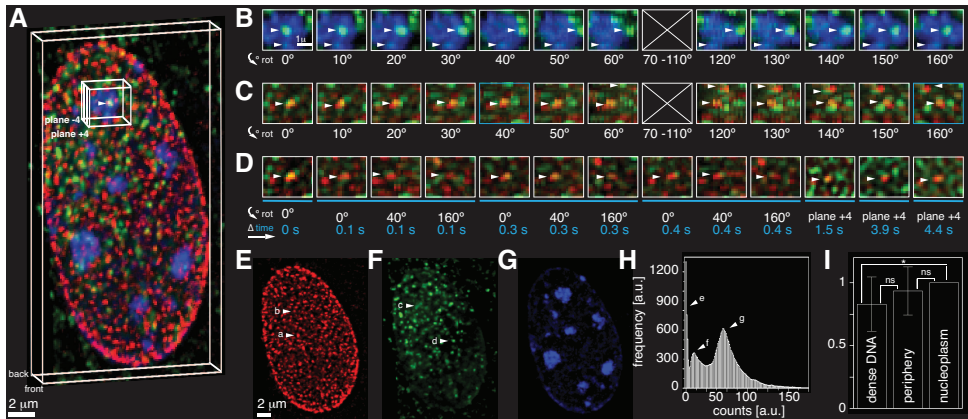 A
plane -4
plane +4
back
front
2 µm
B
1µ
° rot 0° 10° 20° 30° 40° 50° 60° 70 -110° 120° 130° 140° 150° 160°
C
° rot 0° 10° 20° 30° 40° 50° 60° 70 -110° 120° 130° 140° 150° 160°
D
° rot 0° 0° 40° 160° 0° 40° 160° 0° 40° 160° plane +4 plane +4 plane +4
Δ time 0 s 0.1 s 0.1 s 0.1 s 0.3 s 0.3 s 0.3 s 0.4 s 0.4 s 0.4 s 1.5 s 3.9 s 4.4 s
E
b
a
2 µm
F
c
d
G
H
frequency [a.u.]
1200
900
600
300
0
e
f
g
0 50 100 150
counts [a.u.]
I
1
0.5
0
*
ns
ns
dense DNA
periphery
nucleoplasm